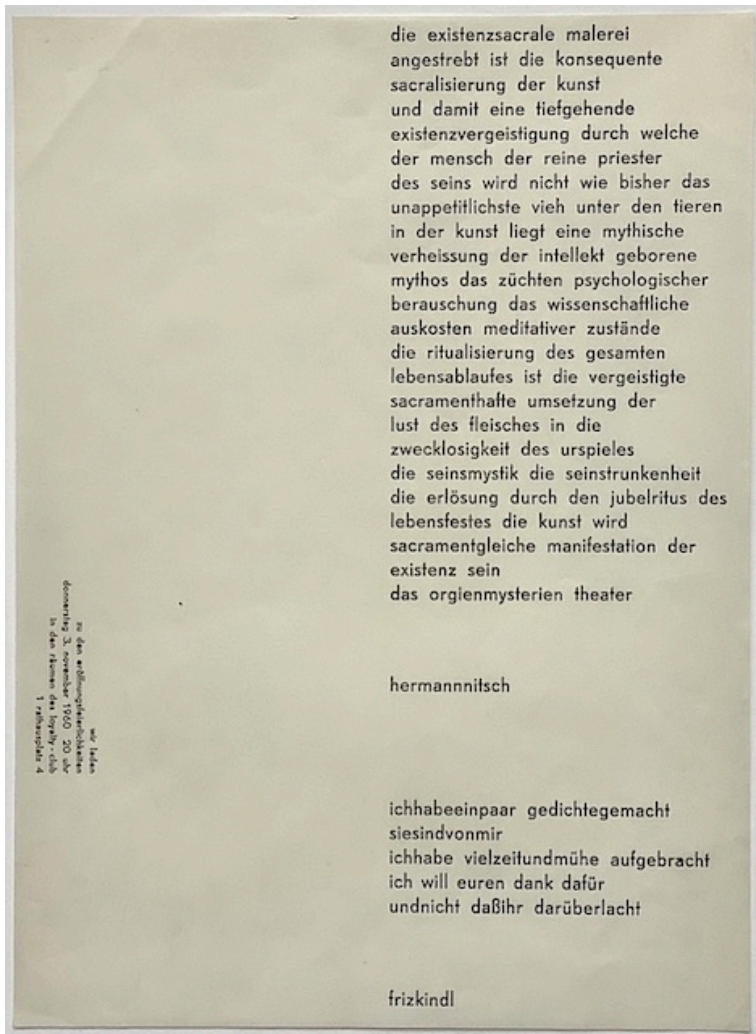 die existenzsacrale malerei
angestrebt ist die konsequente
sacralisierung der kunst
und damit eine tiefgehende
existenzvergeistigung durch welche
der mensch der reine priester
des seins wird nicht wie bisher das
unappetitlichste vieh unter den tieren
in der kunst liegt eine mythische
verheissung der intellekt geborene
mythos das züchten psychologischer
berauschung das wissenschaftliche
auskosten meditativer zustände
die ritualisierung des gesamten
lebensablaufes ist die vergeistigte
sacramenthafte umsetzung der
lust des fleisches in die
zwecklosigkeit des urspieles
die seinsmystik die seinstrunkenheit
die erlösung durch den jubelritus des
lebensfestes die kunst wird
sacramentgleiche manifestation der
existenz sein
das orgienmysterien theater
hermannnitsch
ichhabeeinpaar gedichtegemacht
siesindvonmir
ichhabe vielzeitundmühe aufgebracht
ich will euren dank dafür
undnicht daßihr darüberlacht
frizkindl
wir laden
zu den eröffnungsfeierlichkeiten
donnerstag 3. november 1960 20 uhr
in den räumen des loyalty-club
1 rathausplatz 4